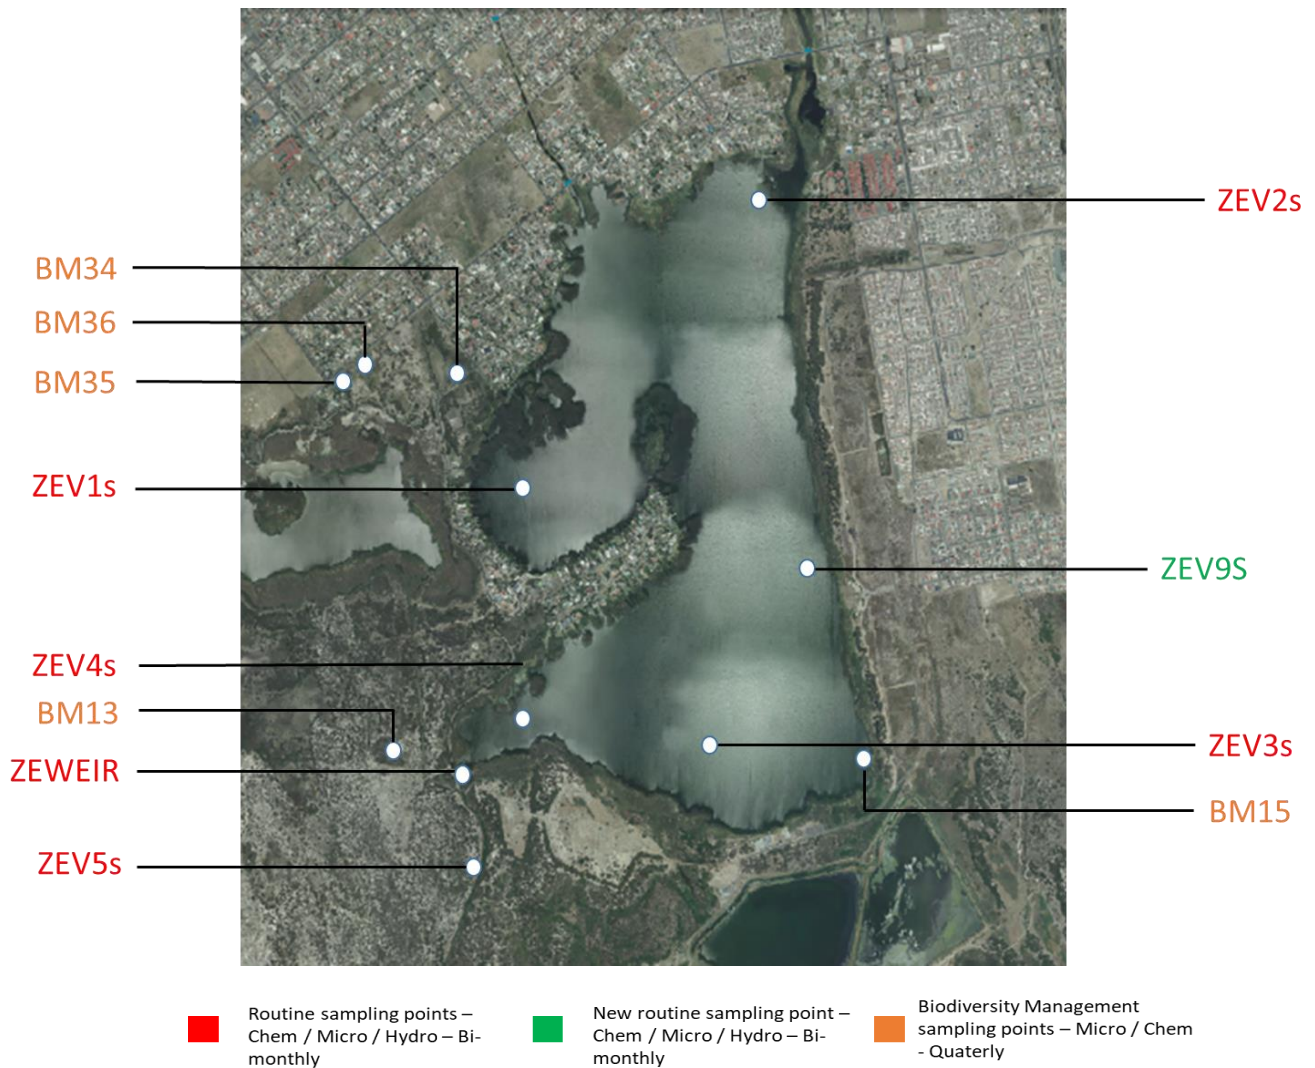 ZEV2s
BM34
BM36
BM35
ZEV1s
ZEV9S
ZEV4s
BM13
ZEWEIR
ZEV3s
BM15
ZEV5s
Routine sampling points –
Chem / Micro / Hydro – Bi-
monthly
New routine sampling point –
Chem / Micro / Hydro – Bi-
monthly
Biodiversity Management
sampling points – Micro / Chem
- Quaterly